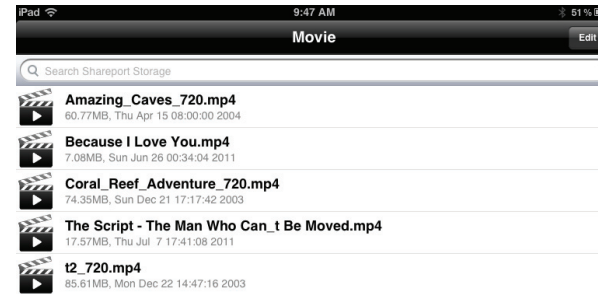 iPad 9:47 AM 51%
Movie Edit
Search Shareport Storage
Amazing_Caves_720.mp4
60.77MB, Thu Apr 15 08:00:00 2004
Because I Love You.mp4
7.08MB, Sun Jun 26 00:34:04 2011
Coral_Reef_Adventure_720.mp4
74.35MB, Sun Dec 21 17:17:42 2003
The Script - The Man Who Can_t Be Moved.mp4
17.57MB, Thu Jul  7 17:41:08 2011
t2_720.mp4
85.61MB, Mon Dec 22 14:47:16 2003